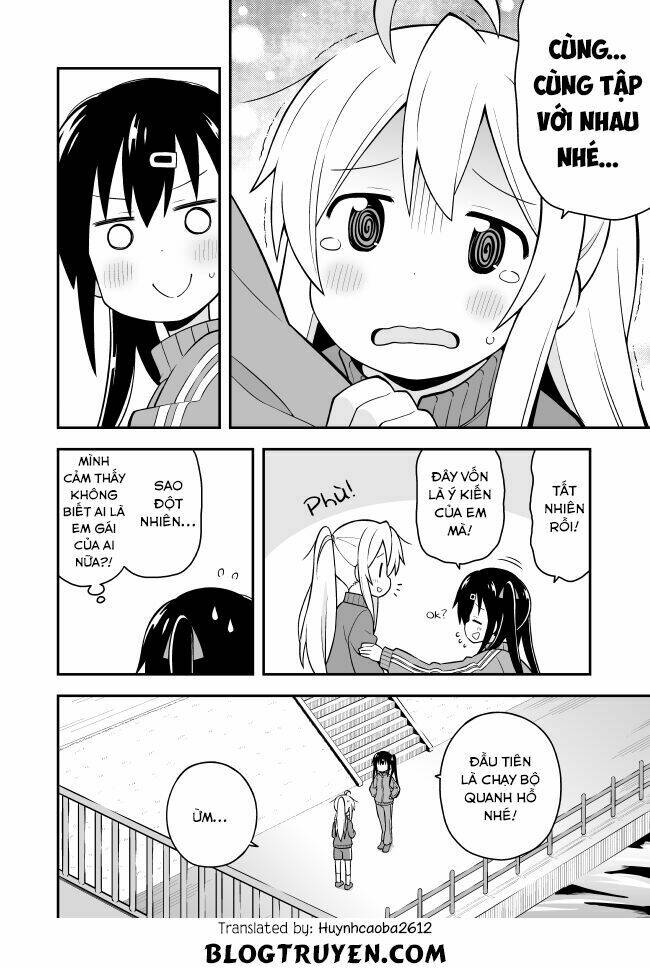 CÙNG...
CÙNG TẬP
VỚI NHAU
NHÉ...
TẤT
NHIÊN
RỒI!
ĐÂY VỐN
LÀ Ý KIẾN
CỦA EM
MÀ!
Phù!
ok?
SAO
ĐỘT
NHIÊN...
MÌNH
CẢM THẤY
KHÔNG
BIẾT AI LÀ
EM GÁI
CỦA AI
NỮA?!
ĐẦU TIÊN
LÀ CHẠY BỘ
QUANH HỒ
NHÉ!
ỪM...
Translated by: Huynhcaoba2612
BLOGTRUYEN.COM